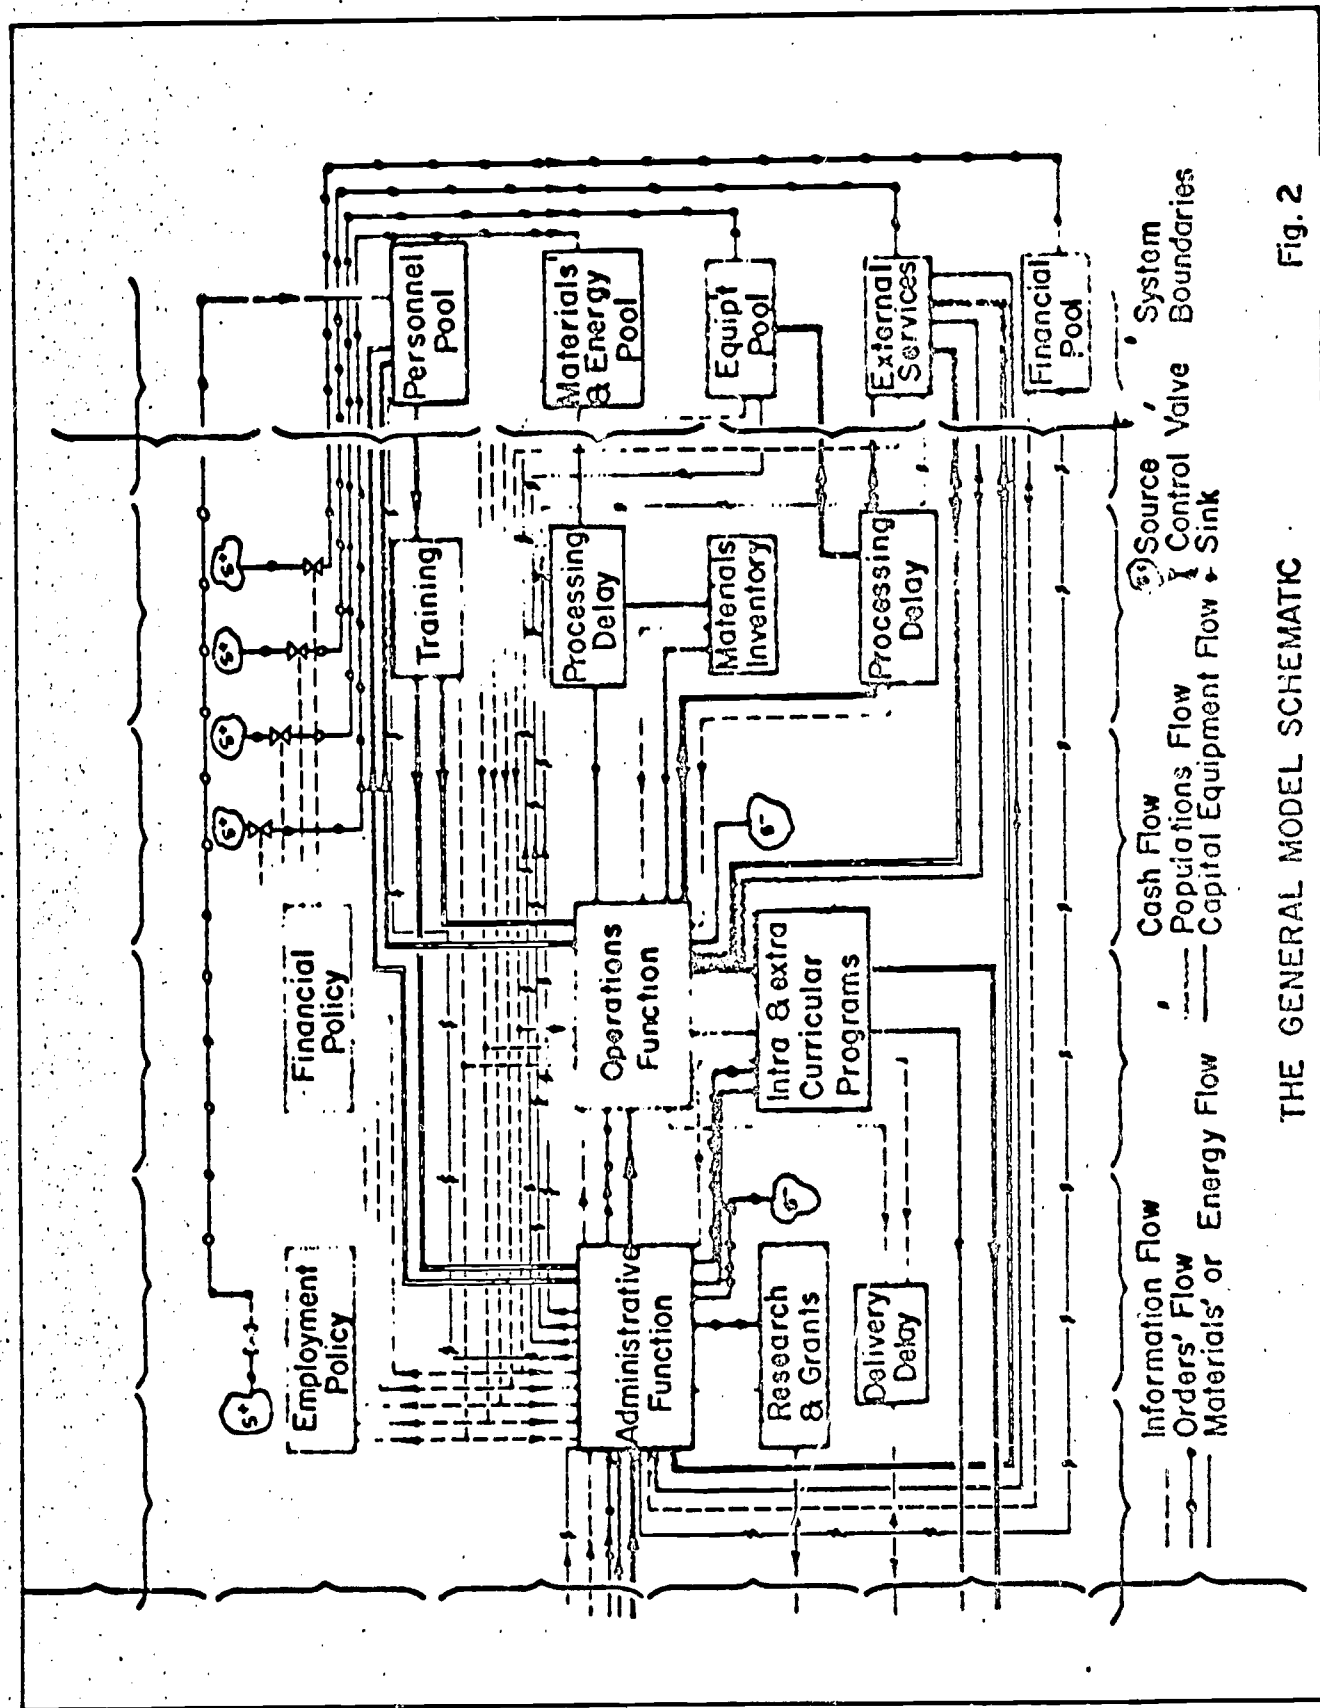 Employment
Policy
Financial
Policy
S+
S+
S+
S+
S+
Personnel
Pool
Training
Materials
& Energy
Pool
Processing
Delay
Administrative
Function
Operations
Function
Materials
Inventory
Equip't
Pool
Research
& Grants
Intra & extra
Curricular
Programs
Processing
Delay
External
Services
Delivery
Delay
Financial
Pool
Information Flow
Orders' Flow
Materials' or Energy Flow
Cash Flow
Populations Flow
Capital Equipment Flow
Source
Control Valve
Sink
System
Boundaries
THE GENERAL MODEL SCHEMATIC
Fig. 2